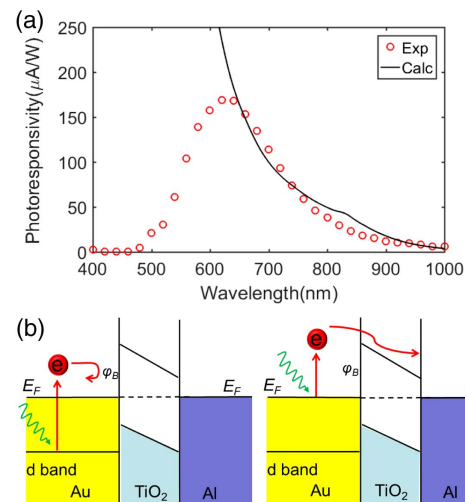 (a)
250
200
150
100
50
0
Photoresponsivity(μA/W)
Exp
Calc
400 500 600 700 800 900 1000
Wavelength(nm)
(b)
e
φB
EF
EF
d band
Au
TiO2
Al
e
φB
EF
d band
Au
TiO2
Al